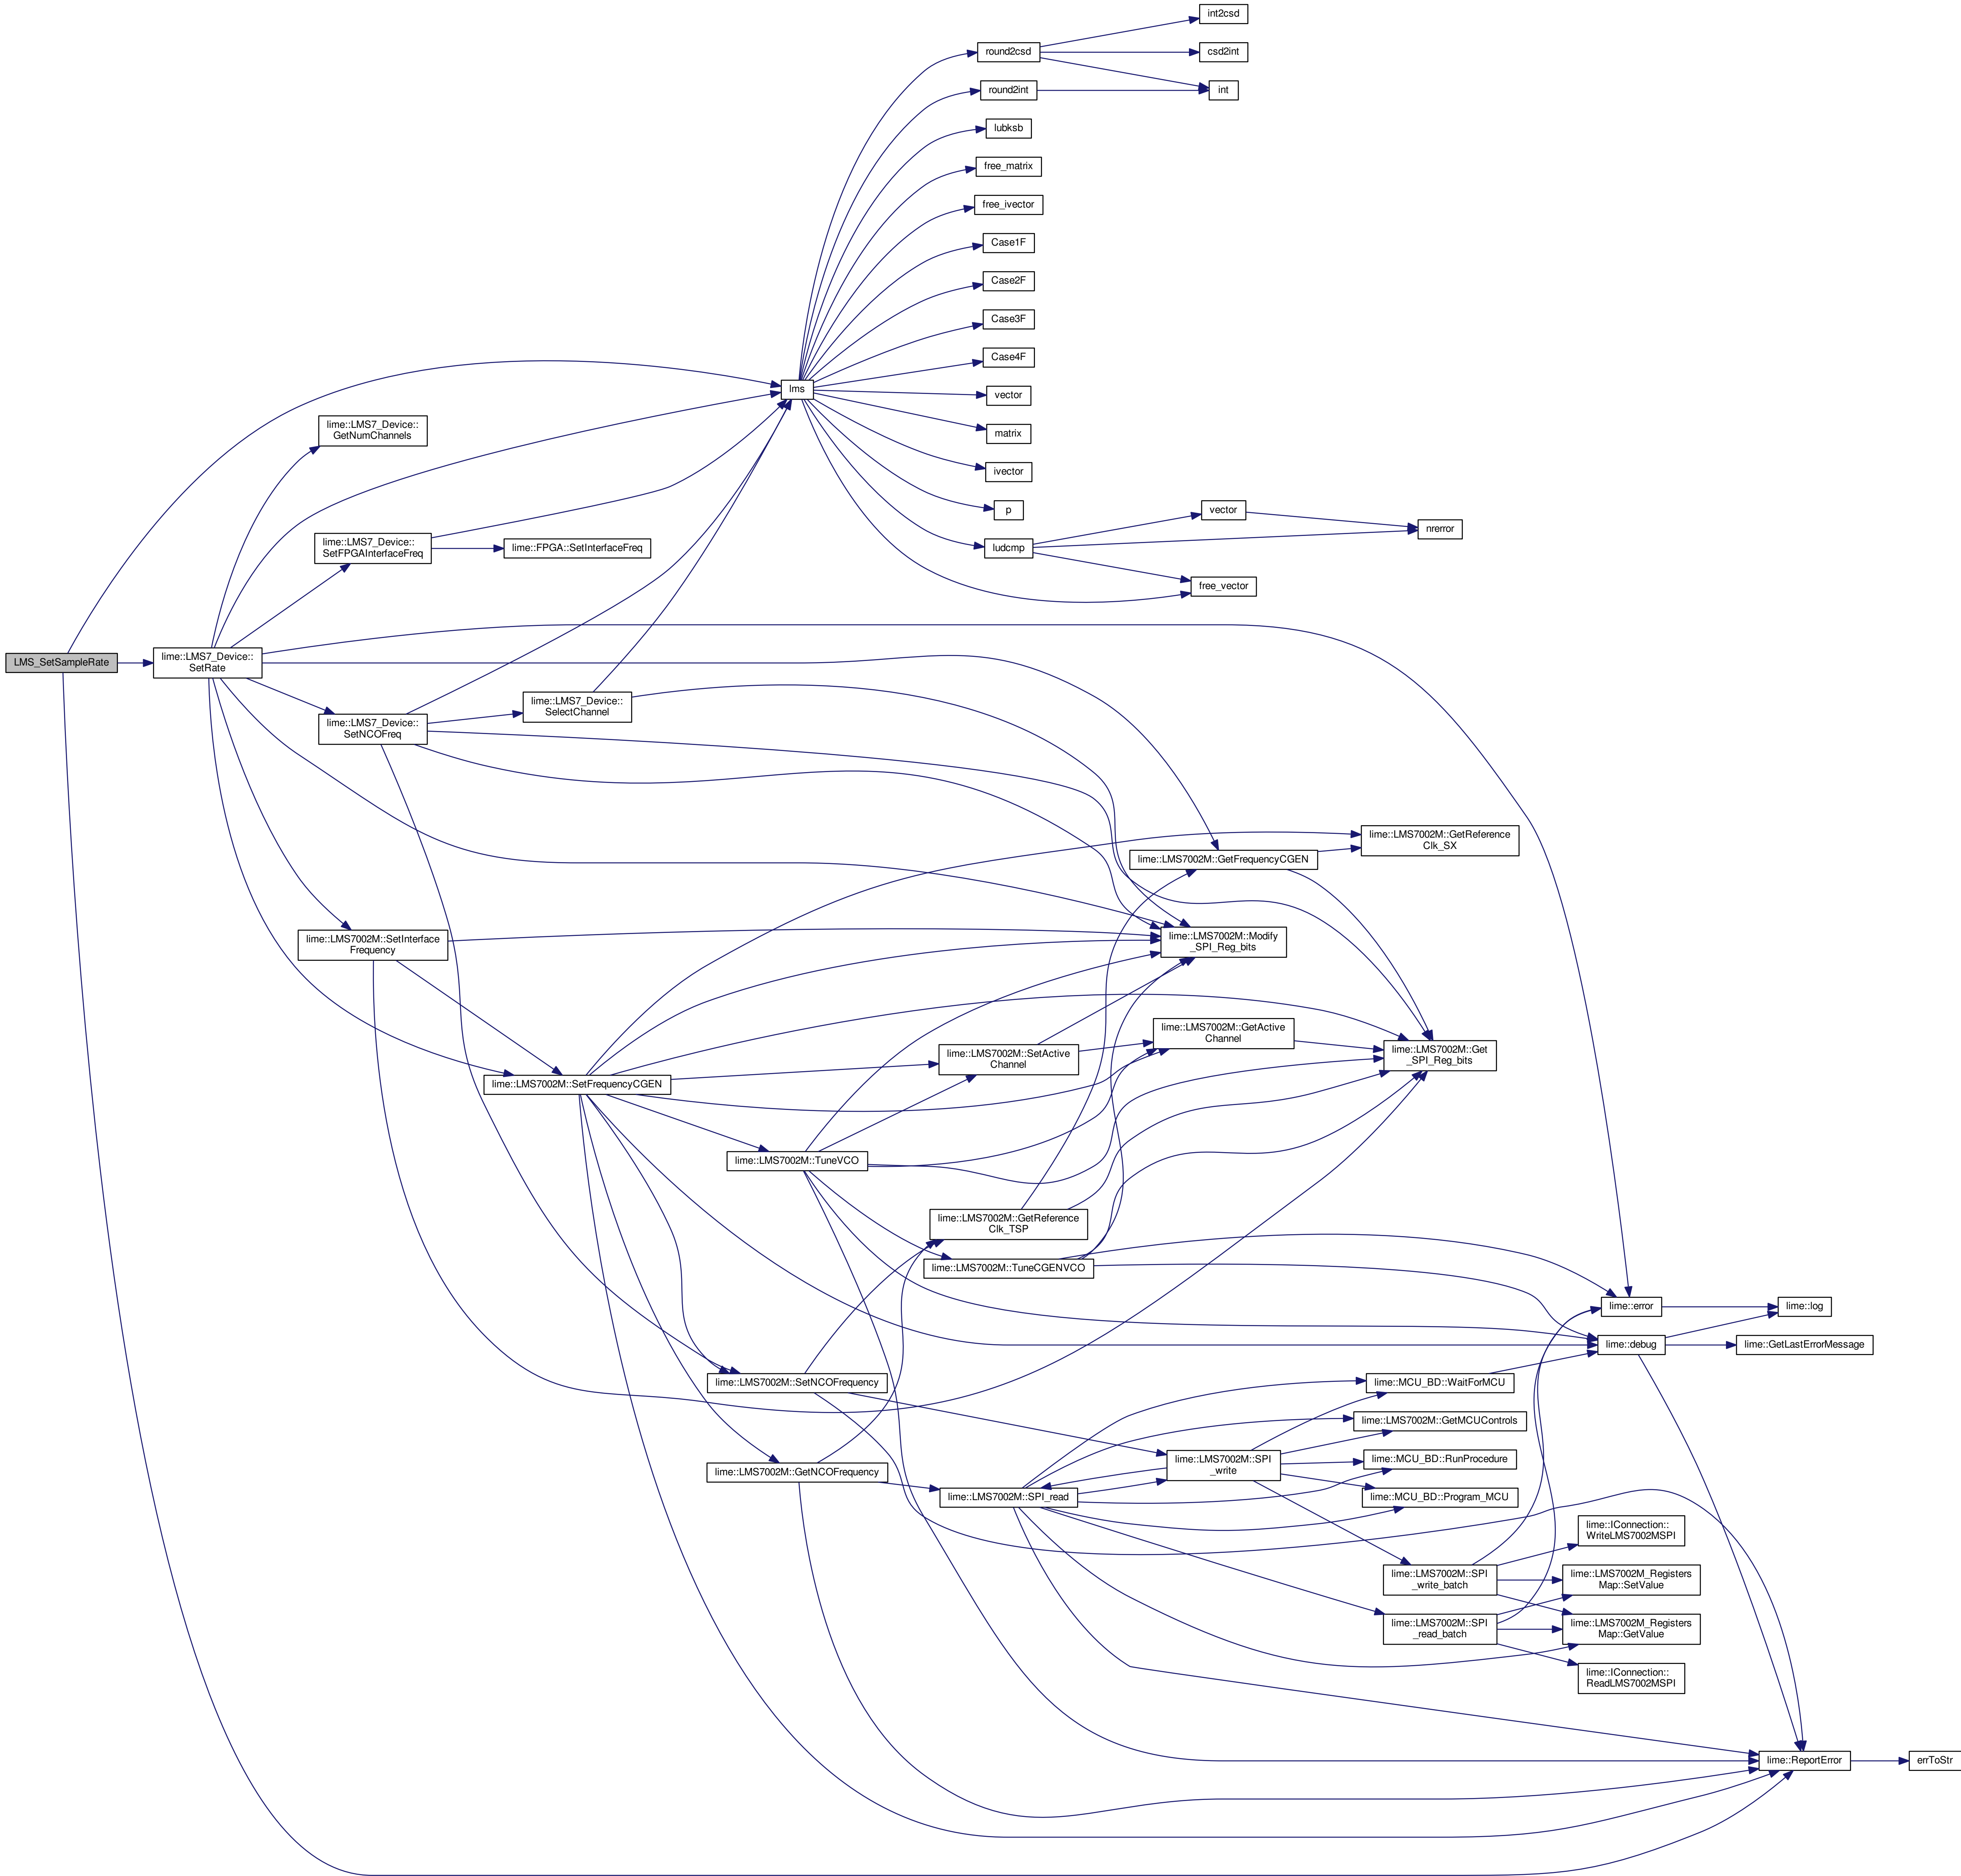 int2csd
round2csd
csd2int
round2int
int
lubksb
free_matrix
free_ivector
Case1F
Case2F
Case3F
Case4F
lms
vector
lime::LMS7_Device::
GetNumChannels
matrix
ivector
p
vector
nrerror
lime::LMS7_Device::
SetFPGAInterfaceFreq
lime::FPGA::SetInterfaceFreq
ludcmp
free_vector
LMS_SetSampleRate
lime::LMS7_Device::
SetRate
lime::LMS7_Device::
SelectChannel
lime::LMS7_Device::
SetNCOFreq
lime::LMS7002M::GetReference
Clk_SX
lime::LMS7002M::GetFrequencyCGEN
lime::LMS7002M::SetInterface
Frequency
lime::LMS7002M::Modify
_SPI_Reg_bits
lime::LMS7002M::GetActive
Channel
lime::LMS7002M::SetActive
Channel
lime::LMS7002M::Get
_SPI_Reg_bits
lime::LMS7002M::SetFrequencyCGEN
lime::LMS7002M::TuneVCO
lime::LMS7002M::GetReference
Clk_TSP
lime::LMS7002M::TuneCGENVCO
lime::error
lime::log
lime::debug
lime::GetLastErrorMessage
lime::LMS7002M::SetNCOFrequency
lime::MCU_BD::WaitForMCU
lime::LMS7002M::GetMCUControls
lime::LMS7002M::SPI
_write
lime::MCU_BD::RunProcedure
lime::LMS7002M::GetNCOFrequency
lime::LMS7002M::SPI_read
lime::MCU_BD::Program_MCU
lime::IConnection::
WriteLMS7002MSPI
lime::LMS7002M::SPI
_write_batch
lime::LMS7002M_Registers
Map::SetValue
lime::LMS7002M::SPI
_read_batch
lime::LMS7002M_Registers
Map::GetValue
lime::IConnection::
ReadLMS7002MSPI
lime::ReportError
errToStr